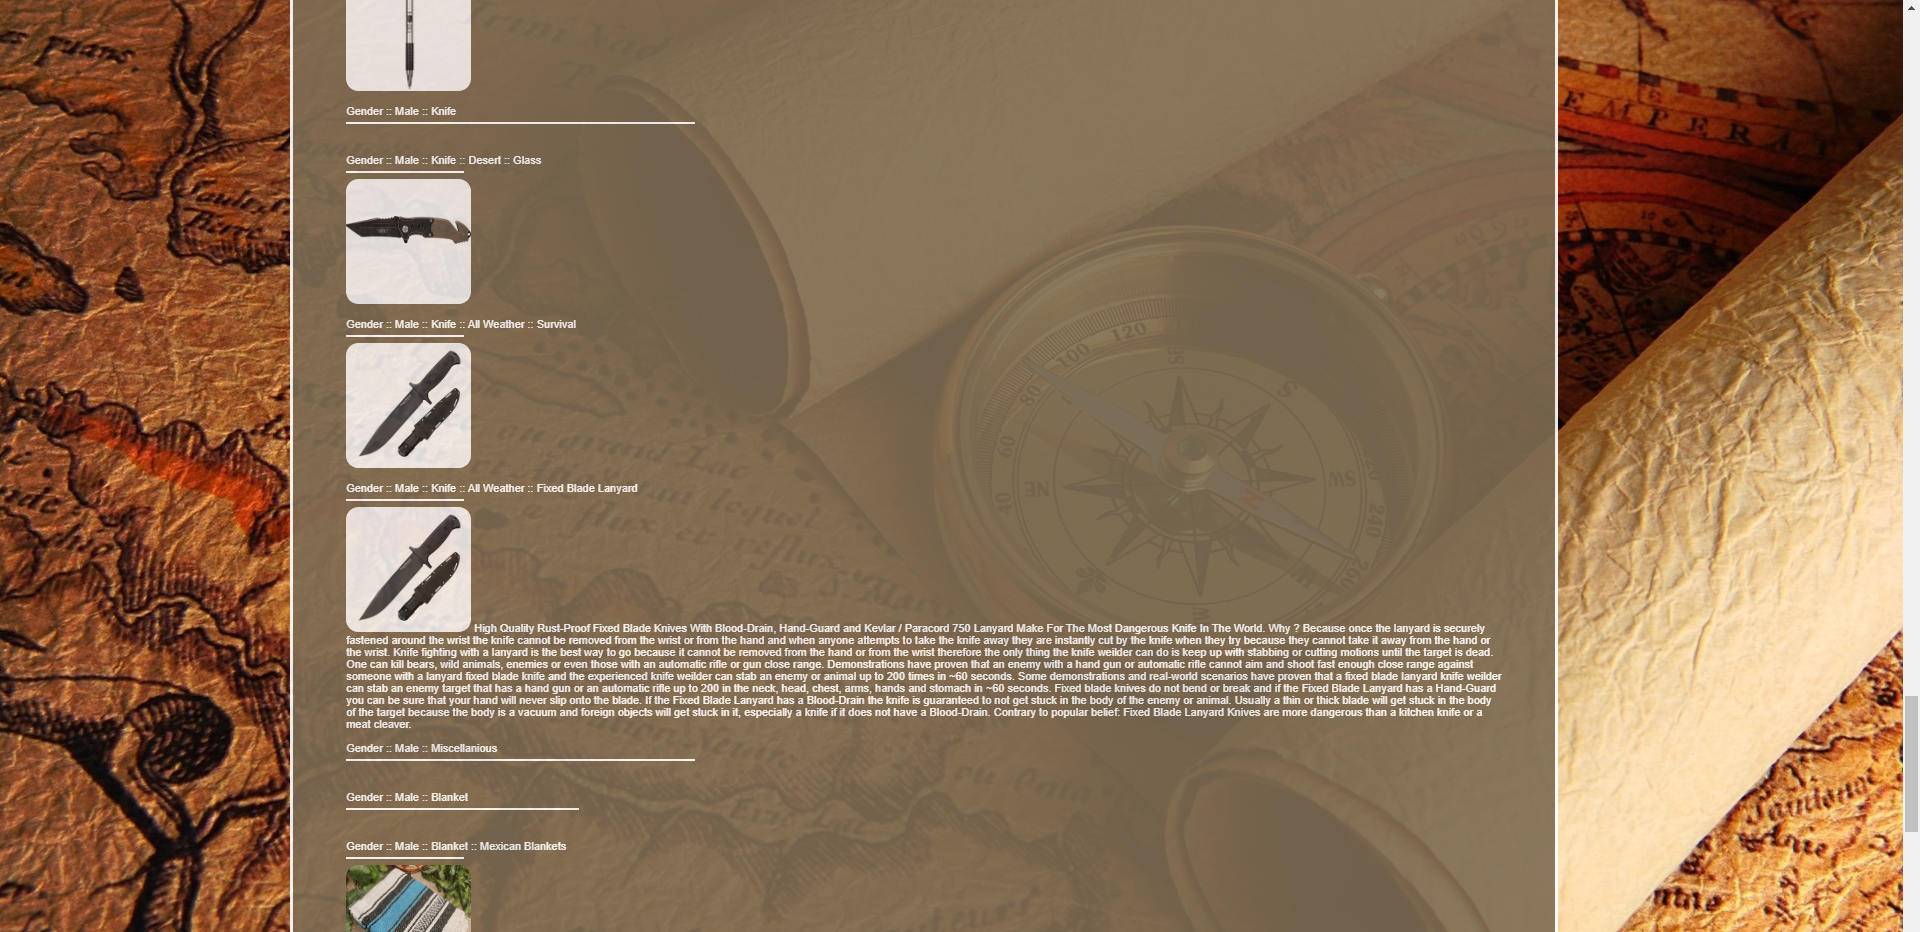 Gender :: Male :: Knife
Gender :: Male :: Knife :: Desert :: Glass
Gender :: Male :: Knife :: All Weather :: Survival
Gender :: Male :: Knife :: All Weather :: Fixed Blade Lanyard
High Quality Rust-Proof Fixed Blade Knives With Blood-Drain, Hand-Guard and Kevlar / Paracord 750 Lanyard Make For The Most Dangerous Knife In The World. Why ? Because once the lanyard is securely
fastened around the wrist the knife cannot be removed from the wrist or from the hand and when anyone attempts to take the knife away they are instantly cut by the knife when they try because they cannot take it away from the hand or
the wrist. Knife fighting with a lanyard is the best way to go because it cannot be removed from the hand or from the wrist therefore the only thing the knife weilder can do is keep up with stabbing or cutting motions until the target is dead.
One can kill bears, wild animals, enemies or even those with an automatic rifle or gun close range. Demonstrations have proven that an enemy with a hand gun or automatic rifle cannot aim and shoot fast enough close range against
someone with a lanyard fixed blade knife and the experienced knife weilder can stab an enemy or animal up to 200 times in ~60 seconds. Some demonstrations and real-world scenarios have proven that a fixed blade lanyard knife weilder
can stab an enemy target that has a hand gun or an automatic rifle up to 200 in the neck, head, chest, arms, hands and stomach in ~60 seconds. Fixed blade knives do not bend or break and if the Fixed Blade Lanyard has a Hand-Guard
you can be sure that your hand will never slip onto the blade. If the Fixed Blade Lanyard has a Blood-Drain the knife is guaranteed to not get stuck in the body of the enemy or animal. Usually a thin or thick blade will get stuck in the body
of the target because the body is a vacuum and foreign objects will get stuck in it, especially a knife if it does not have a Blood-Drain. Contrary to popular belief: Fixed Blade Lanyard Knives are more dangerous than a kitchen knife or a
meat cleaver.
Gender :: Male :: Miscellanious
Gender :: Male :: Blanket
Gender :: Male :: Blanket :: Mexican Blankets
TEMPERAT
120
100
80
60
40
NE
SW
240
260